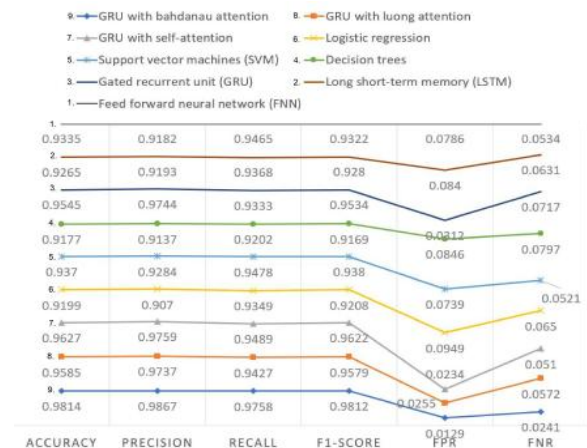 9. GRU with bahdanau attention 8. GRU with luong attention
7. GRU with self-attention 6. Logistic regression
5. Support vector machines (SVM) 4. Decision trees
3. Gated recurrent unit (GRU) 2. Long short-term memory (LSTM)
1. Feed forward neural network (FNN)
1.
0.9335 0.9182 0.9465 0.9322 0.0786 0.0534
2.
0.9265 0.9193 0.9368 0.928 0.084 0.0631
3.
0.9545 0.9744 0.9333 0.9534 0.0312 0.0717
4.
0.9177 0.9137 0.9202 0.9169 0.0846 0.0797
5.
0.937 0.9284 0.9478 0.938 0.0739 0.0521
6.
0.9199 0.907 0.9349 0.9208 0.0949 0.065
7.
0.9627 0.9759 0.9489 0.9622 0.0234 0.051
8.
0.9585 0.9737 0.9427 0.9579 0.0255 0.0572
9.
0.9814 0.9867 0.9758 0.9812 0.0129 0.0241
ACCURACY PRECISION RECALL F1-SCORE FPR FNR